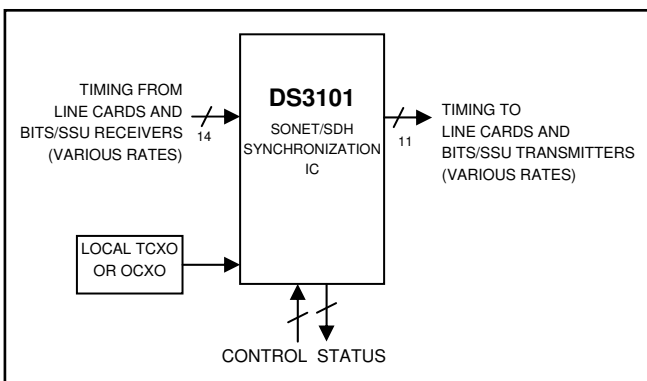 TIMING FROM
LINE CARDS AND
BITS/SSU RECEIVERS
(VARIOUS RATES)
14
DS3101
SONET/SDH
SYNCHRONIZATION
IC
11
TIMING TO
LINE CARDS AND
BITS/SSU TRANSMITTERS
(VARIOUS RATES)
LOCAL TCXO
OR OCXO
CONTROL STATUS